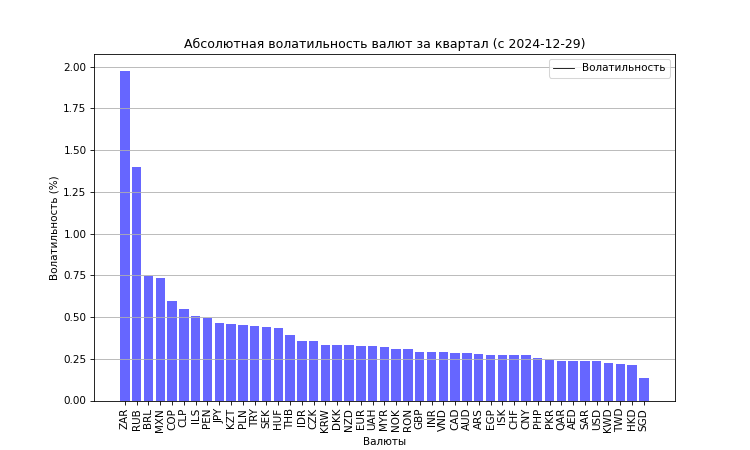 Абсолютная волатильность валют за квартал (с 2024-12-29)
Волатильность
Волатильность (%)
2.00
1.75
1.50
1.25
1.00
0.75
0.50
0.25
0.00
ZAR RUB BRL MXN COP CLP ILS PEN JPY KZT PLN TRY SEK HUF THB IDR CZK KRW DKK NZD EUR UAH MYR NOK RON GBP INR VND CAD AUD ARS EGP ISK CHF CNY PHP PKR QAR AED SAR USD KWD TWD HKD SGD
Валюты